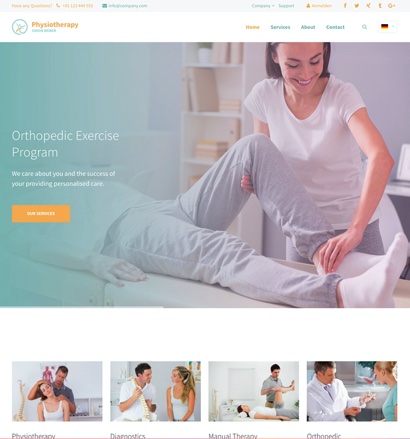 Have any Questions? +01 123 444 555 info@company.com Company Support Anmelden
Physiotherapy
Home Services About Contact
Orthopedic Exercise
Program
We care about you and the success of
your providing personalised care.
OUR SERVICES
Physiotherapy Diagnostics Manual Therapy Orthopedic